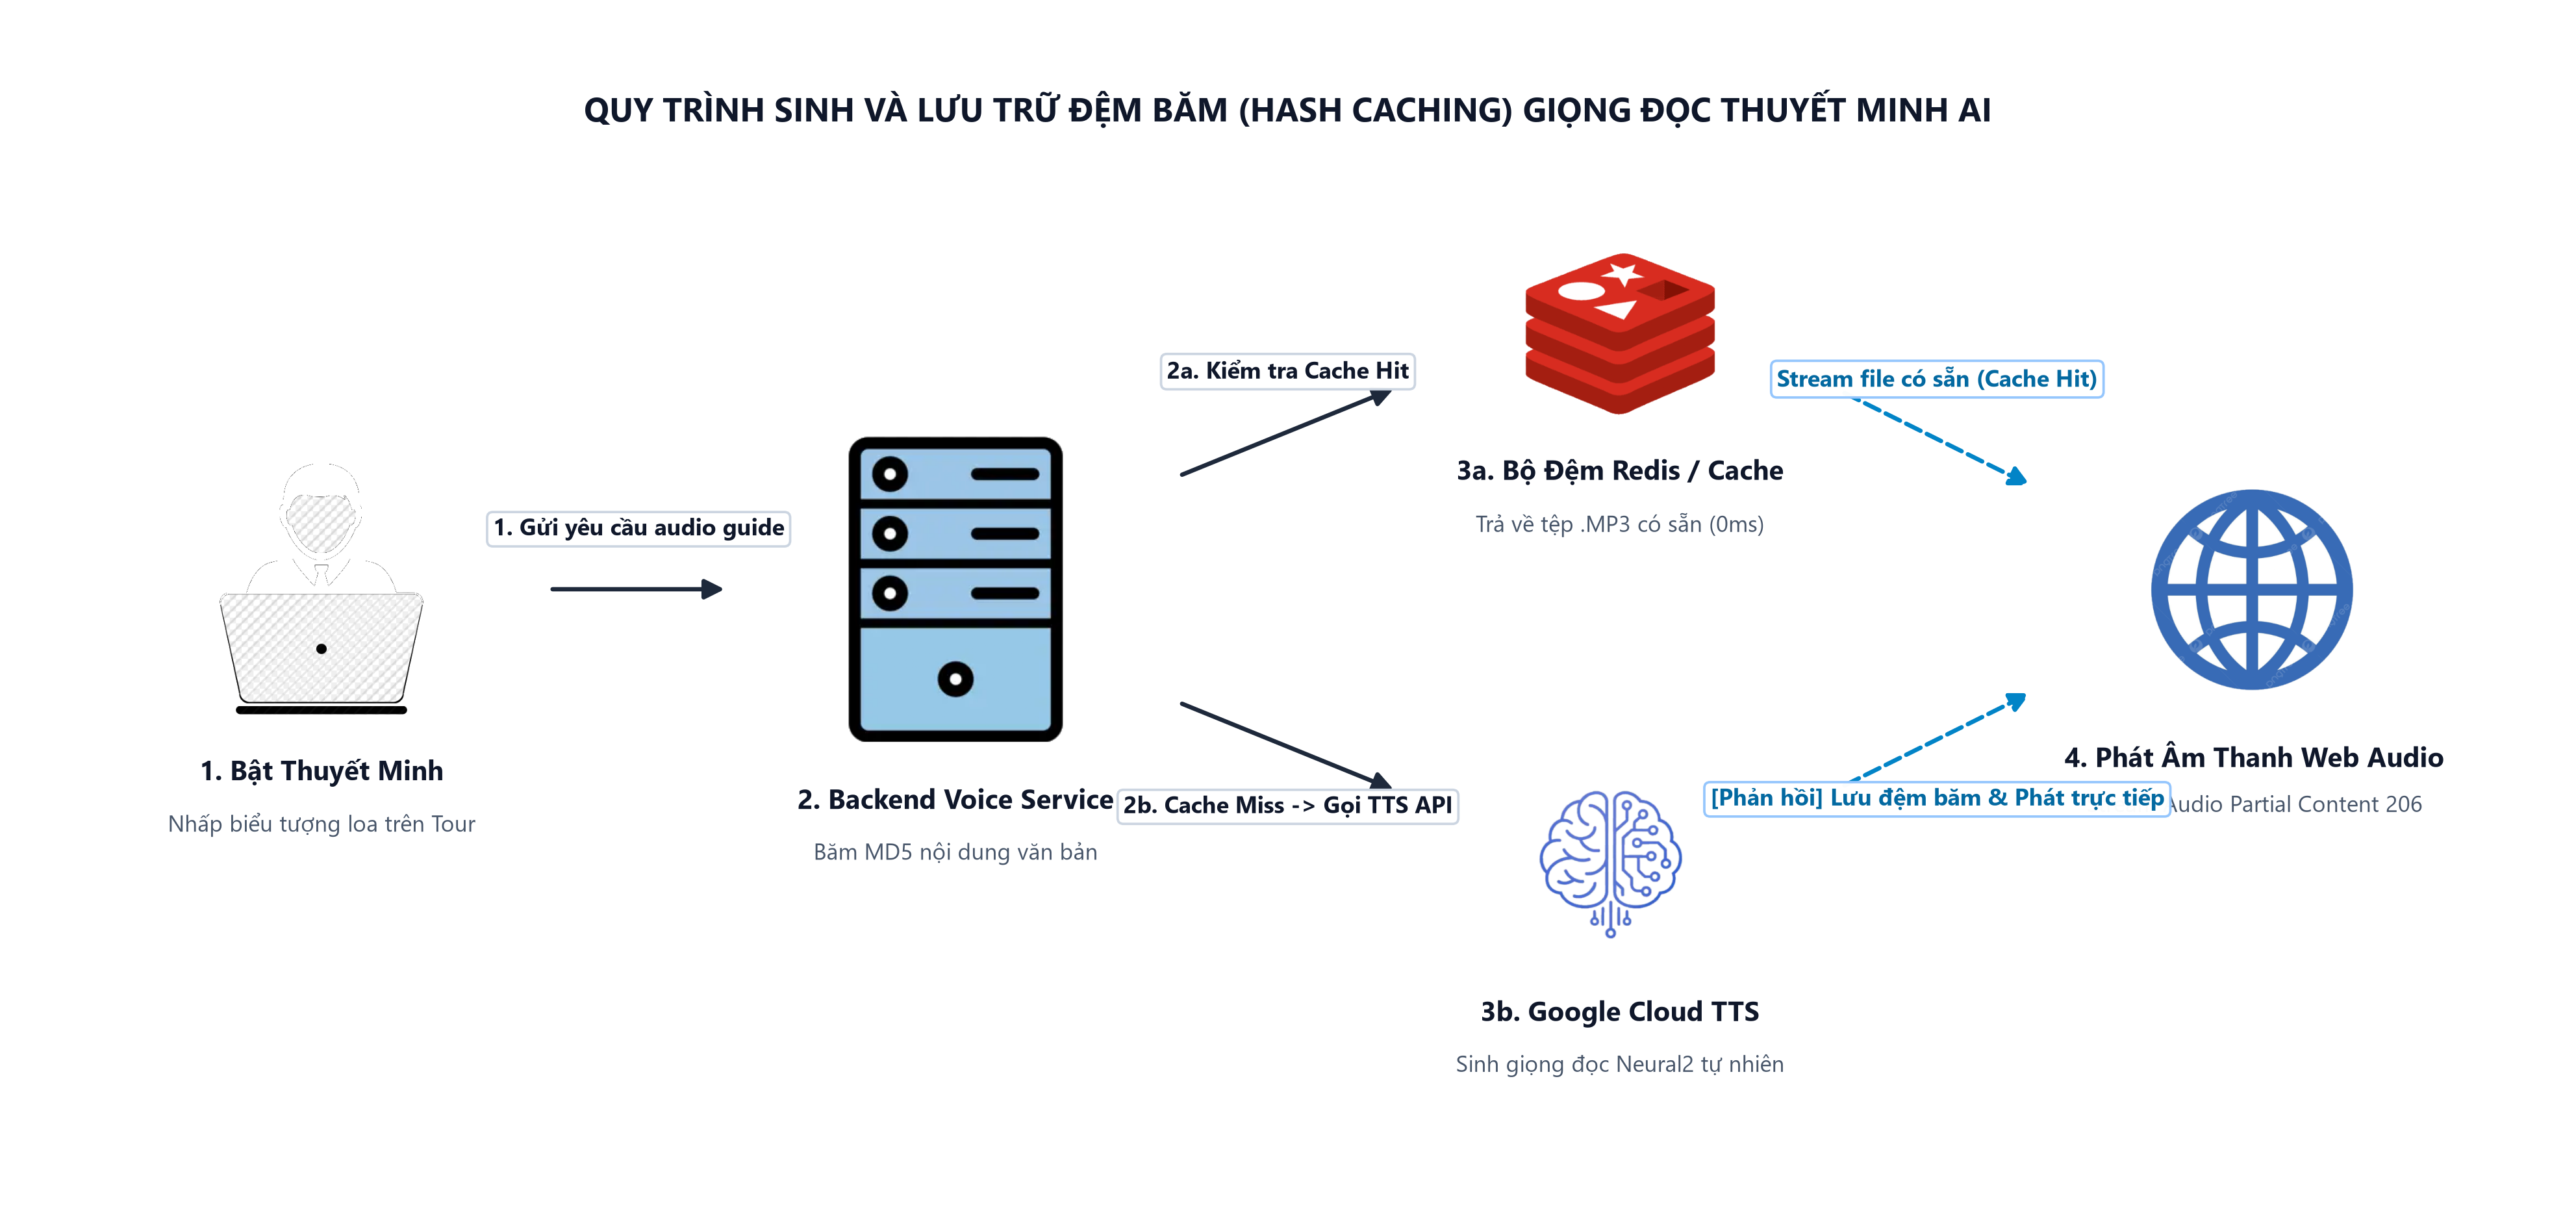 QUY TRÌNH SINH VÀ LƯU TRỮ ĐỆM BĂM (HASH CACHING) GIỌNG ĐỌC THUYẾT MINH AI
1. Gửi yêu cầu audio guide
1. Bật Thuyết Minh
Nhấp biểu tượng loa trên Tour
2. Backend Voice Service
Băm MD5 nội dung văn bản
2a. Kiểm tra Cache Hit
2b. Cache Miss -> Gọi TTS API
3a. Bộ Đệm Redis / Cache
Trả về tệp .MP3 có sẵn (0ms)
3b. Google Cloud TTS
Sinh giọng đọc Neural2 tự nhiên
Stream file có sẵn (Cache Hit)
[Phản hồi] Lưu đệm băm & Phát trực tiếp
4. Phát Âm Thanh Web Audio
Audio Partial Content 206